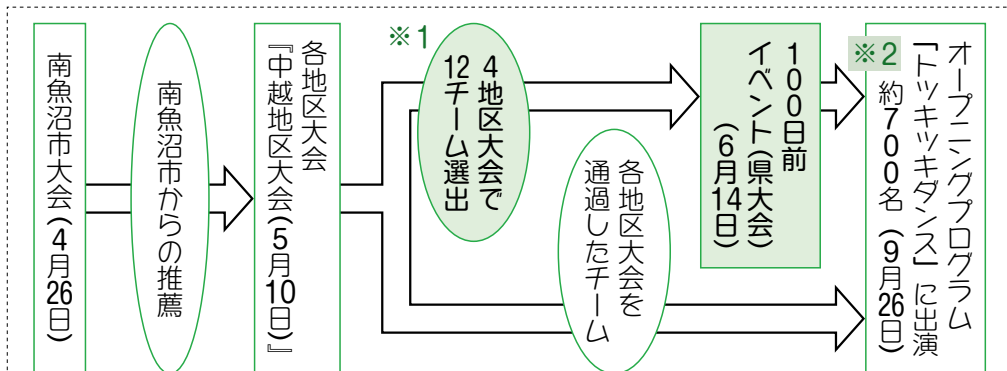 南魚沼市大会（4月26日）
南魚沼市からの推薦
各地区大会
『中越地区大会（5月10日）』
※1
4地区大会で
12チーム選出
各地区大会を
通過したチーム
100日前
イベント（県大会）
（6月14日）
※2
オープニングプログラム
「トッキッキダンス」に出演
約700名（9月26日）